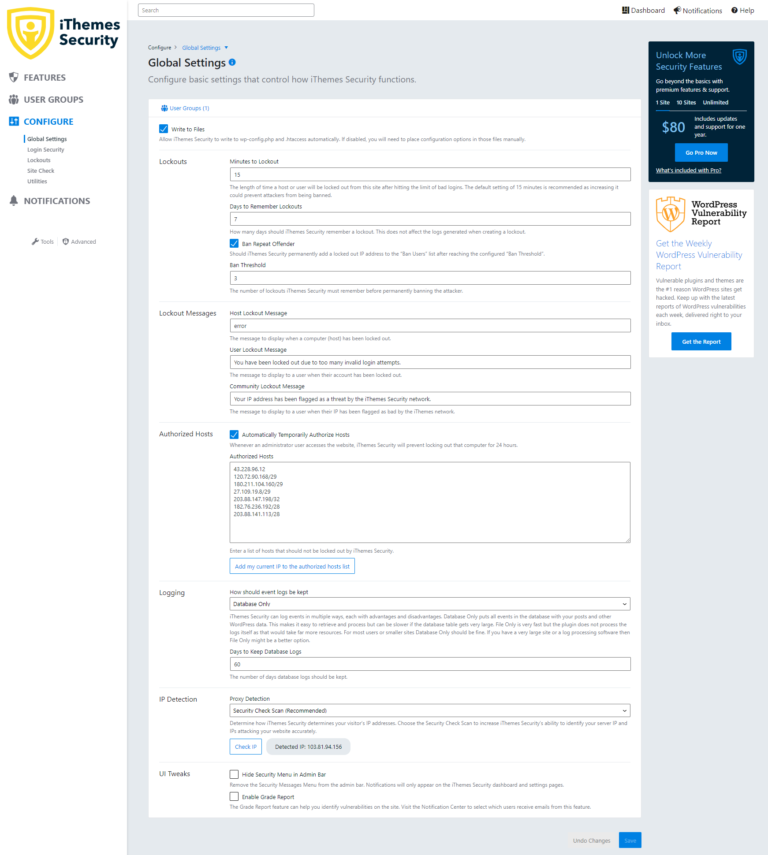 iThemes
Security
Search
Dashboard
Notifications
Help
FEATURES
USER GROUPS
CONFIGURE
Global Settings
Login Security
Lockouts
Site Check
Utilities
NOTIFICATIONS
Tools
Advanced
Configure > Global Settings
Global Settings
Configure basic settings that control how iThemes Security functions.
User Groups (1)
Write to Files
Allow iThemes Security to write to wp-config.php and .htaccess automatically. If disabled, you will need to place configuration options in those files manually.
Lockouts
Minutes to Lockout
15
The length of time a host or user will be locked out from this site after hitting the limit of bad logins. The default setting of 15 minutes is recommended as increasing it
could prevent attackers from being banned.
Days to Remember Lockouts
7
How many days should iThemes Security remember a lockout. This does not affect the logs generated when creating a lockout.
Ban Repeat Offender
Should iThemes Security permanently add a locked out IP address to the "Ban Users" list after reaching the configured "Ban Threshold".
Ban Threshold
3
The number of lockouts iThemes Security must remember before permanently banning the attacker.
Lockout Messages
Host Lockout Message
error
The message to display when a computer (host) has been locked out.
User Lockout Message
You have been locked out due to too many invalid login attempts.
The message to display to a user when their account has been locked out.
Community Lockout Message
Your IP address has been flagged as a threat by the iThemes Security network.
The message to display to a user when their IP has been flagged as bad by the iThemes network.
Authorized Hosts
Automatically Temporarily Authorize Hosts
Whenever an administrator user accesses the website, iThemes Security will prevent locking out that computer for 24 hours.
Authorized Hosts
43.228.96.12
120.72.90.168/29
180.211.104.160/29
27.109.19.8/29
203.88.147.198/32
182.76.236.192/28
203.88.141.113/28
Enter a list of hosts that should not be locked out by iThemes Security.
Add my current IP to the authorized hosts list
Logging
How should event logs be kept
Database Only
iThemes Security can log events in multiple ways, each with advantages and disadvantages. Database Only puts all events in the database with your posts and other
WordPress data. This makes it easy to retrieve and process but can be slower if the database table gets very large. File Only is very fast but the plugin does not process the
logs itself as that would take far more resources. For most users or smaller sites Database Only should be fine. If you have a very large site or a log processing software then
File Only might be a better option.
Days to Keep Database Logs
60
The number of days database logs should be kept.
IP Detection
Proxy Detection
Security Check Scan (Recommended)
Determine how iThemes Security determines your visitor's IP addresses. Choose the Security Check Scan to increase iThemes Security's ability to identify your server IP and
IPs attacking your website accurately.
Check IP
Detected IP: 103.81.94.156
UI Tweaks
Hide Security Menu in Admin Bar
Remove the Security Messages Menu from the admin bar. Notifications will only appear on the iThemes Security dashboard and settings pages.
Enable Grade Report
The Grade Report feature can help you identify vulnerabilities on the site. Visit the Notification Center to select which users receive emails from this feature.
Undo Changes
Save
Unlock More
Security Features
Go beyond the basics with
premium features & support.
1 Site 10 Sites Unlimited
$80
Includes updates
and support for one
year.
Go Pro Now
What's included with Pro?
WordPress
Vulnerability
Report
Get the Weekly
WordPress Vulnerability
Report
Vulnerable plugins and themes are
the #1 reason WordPress sites get
hacked. Keep up with the latest
reports of WordPress vulnerabilities
each week, delivered right to your
inbox.
Get the Report